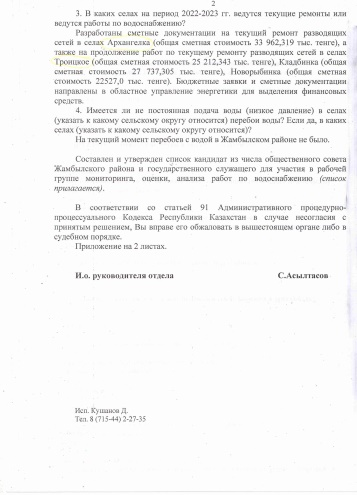 2
3. В каких селах на период 2022-2023 гг. ведутся текущие ремонты или
ведутся работы по водоснабжению?
Разработаны сметные документации на текущий ремонт разводящих
сетей в селах Архангелка (общая сметная стоимость 33 962,319 тыс. тенге), а
также на продолжение работ по текущему ремонту разводящих сетей в селах
Троицкое (общая сметная стоимость 25 212,343 тыс. тенге), Кладбинка (общая
сметная стоимость 27 737,305 тыс. тенге), Новорыбинка (общая сметная
стоимость 22527,0 тыс. тенге). Бюджетные заявки и сметные документации
направлены в областное управление энергетики для выделения финансовых
средств.
4. Имеется ли не постоянная подача воды (низкое давление) в селах
(указать к какому сельскому округу относится) перебои воды? Если да, в каких
селах (указать к какому сельскому округу относится)?
На текущий момент перебоев с водой в Жамбылском районе не было.
Составлен и утвержден список кандидат из числа общественного совета
Жамбылского района и государственного служащего для участия в рабочей
группе мониторинга, оценки, анализа работ по водоснабжению (список
прилагается).
В соответствии со статьей 91 Административного процедурно-
процессуального Кодекса Республики Казахстан в случае несогласия с
принятым решением, Вы вправе его обжаловать в вышестоящем органе либо в
судебном порядке.
Приложение на 2 листах.
И.о. руководителя отдела С.Асылтасов
Исп. Кушанов Д.
Тел. 8 (715-44) 2-27-35